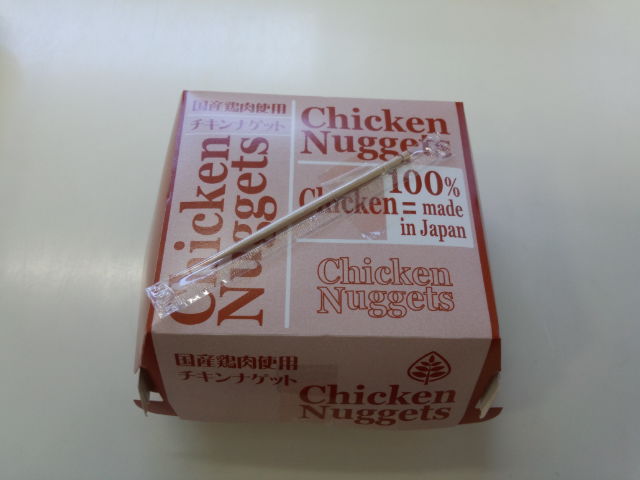 国産鶏肉使用
チキンナゲット
Chicken
Nuggets
Chicken
Nuggets
100%
Chicken = made
in Japan
Chicken
Nuggets
国産鶏肉使用
チキンナゲット
Chicken
Nuggets